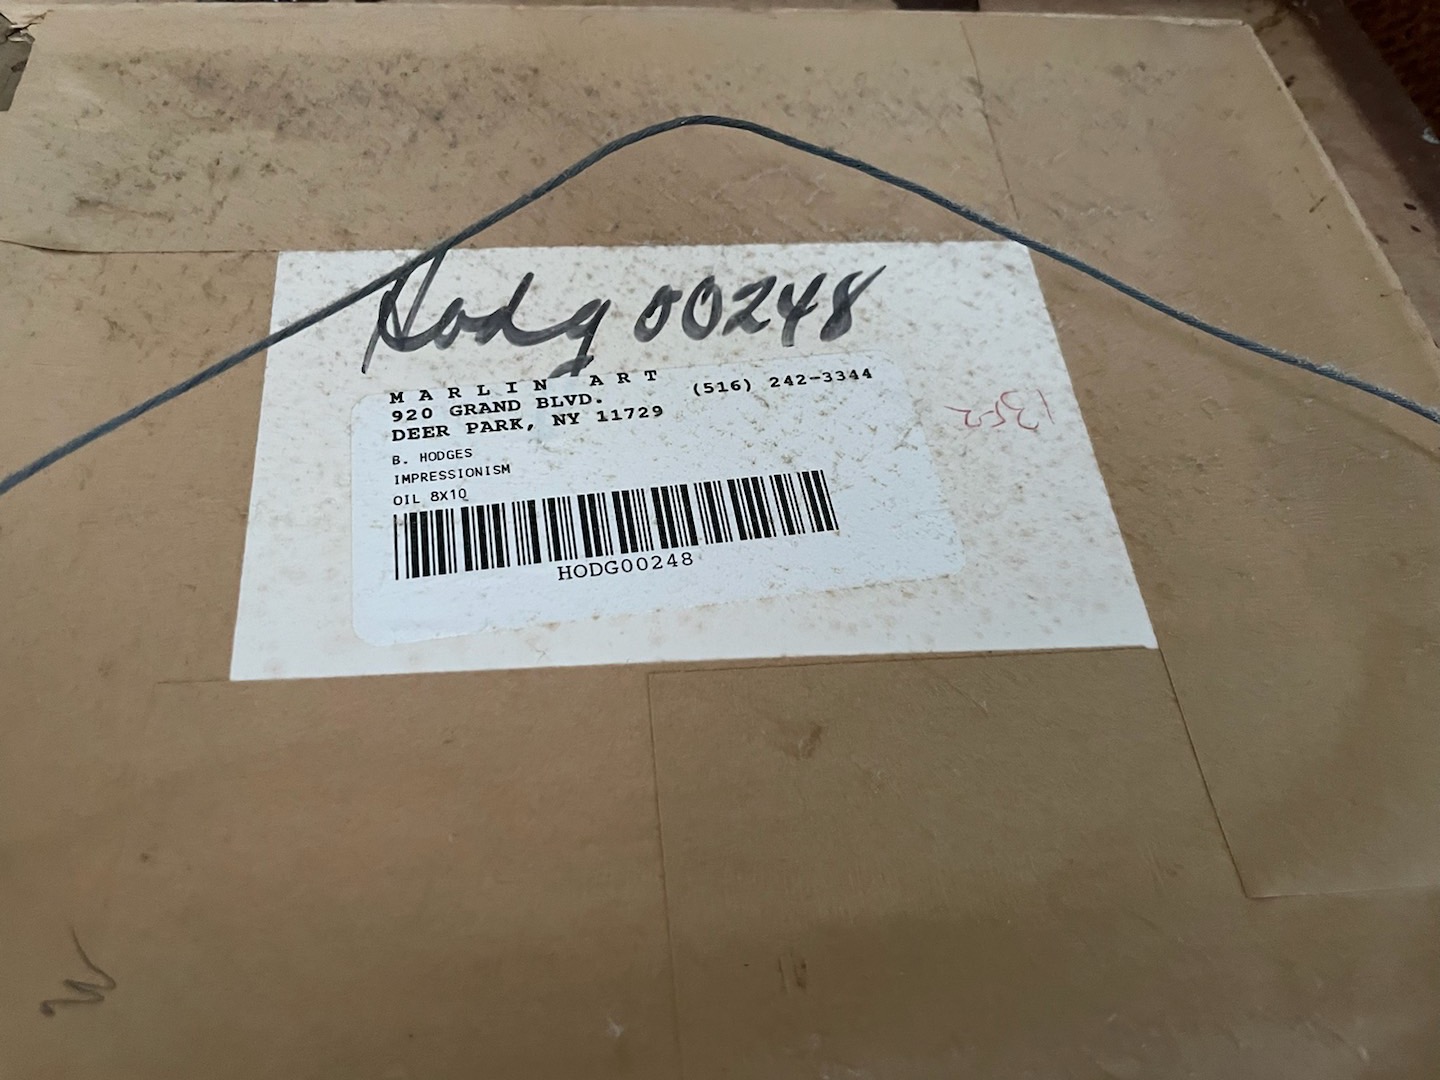 Hodg 00248
MARLIN ART (516) 242-3344
920 GRAND BLVD.
DEER PARK, NY 11729
B. HODGES
IMPRESSIONISM
OIL 8X10
HODG00248